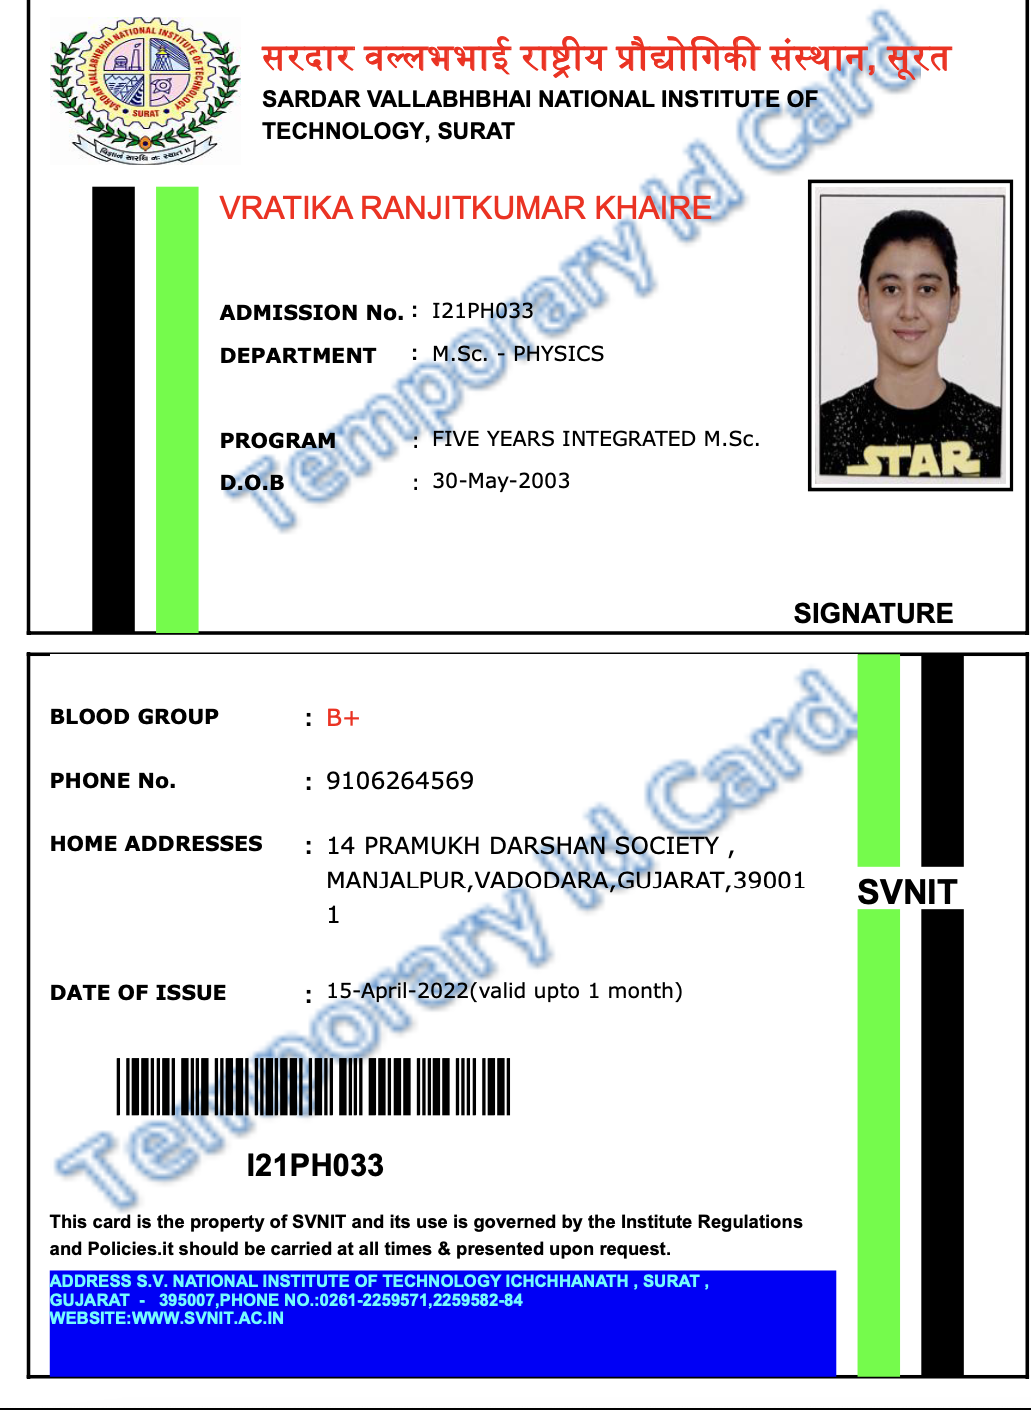 SARDAR VALLABHBHAI NATIONAL INSTITUTE OF TECHNOLOGY
SURAT
सरदार वल्लभभाई राष्ट्रीय प्रौद्योगिकी संस्थान, सूरत
SARDAR VALLABHBHAI NATIONAL INSTITUTE OF
TECHNOLOGY, SURAT
VRATIKA RANJITKUMAR KHAIRE
ADMISSION No. : I21PH033
DEPARTMENT : M.Sc. - PHYSICS
PROGRAM : FIVE YEARS INTEGRATED M.Sc.
D.O.B : 30-May-2003
STAR
Temporary Id Card
SIGNATURE
BLOOD GROUP : B+
PHONE No. : 9106264569
HOME ADDRESSES : 14 PRAMUKH DARSHAN SOCIETY ,
MANJALPUR,VADODARA,GUJARAT,39001
1
SVNIT
DATE OF ISSUE : 15-April-2022(valid upto 1 month)
Temporary Id Card
I21PH033
This card is the property of SVNIT and its use is governed by the Institute Regulations
and Policies.it should be carried at all times & presented upon request.
ADDRESS S.V. NATIONAL INSTITUTE OF TECHNOLOGY ICHCHHANATH , SURAT ,
GUJARAT - 395007,PHONE NO.:0261-2259571,2259582-84
WEBSITE:WWW.SVNIT.AC.IN